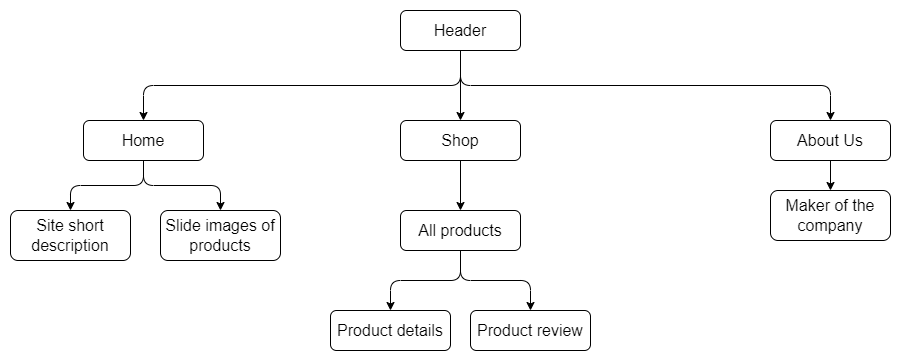 Header
Home
Shop
About Us
Site short
description
Slide images of
products
All products
Maker of the
company
Product details
Product review